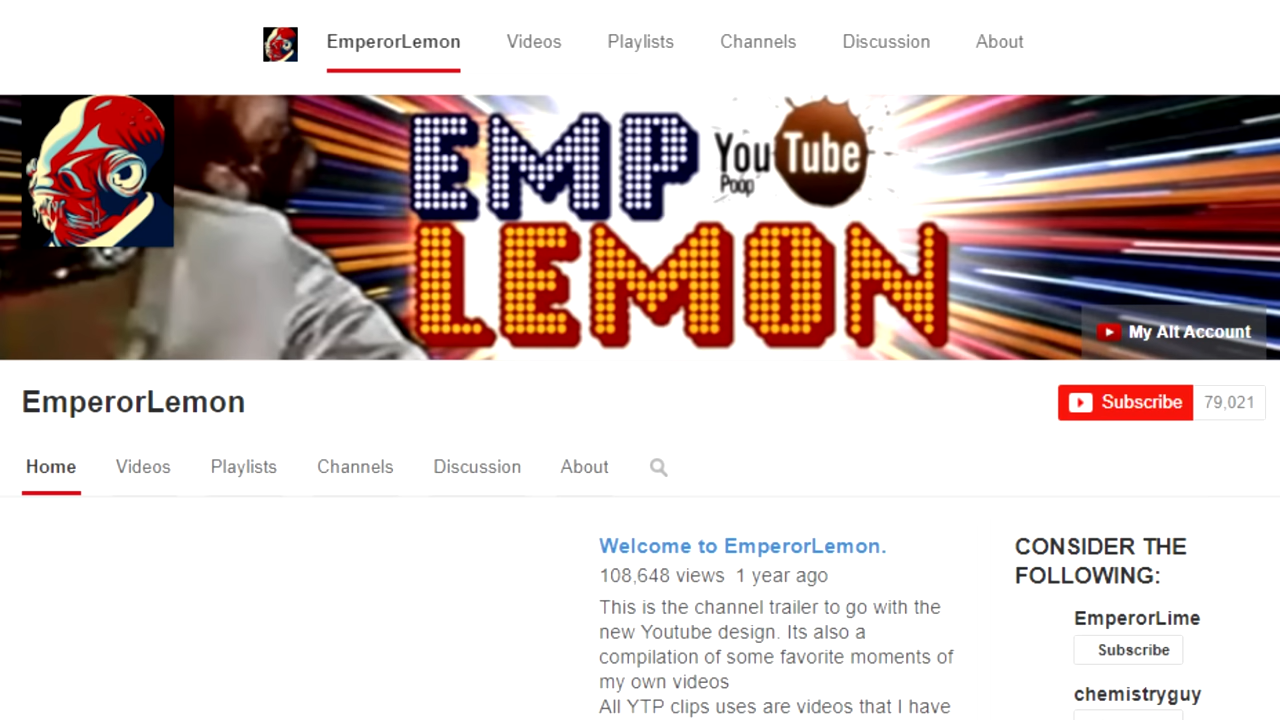 EmperorLemon Videos Playlists Channels Discussion About
EMP You Tube
Poop
LEMON
My Alt Account
EmperorLemon
Subscribe 79,021
Home Videos Playlists Channels Discussion About
Welcome to EmperorLemon.
108,648 views 1 year ago
This is the channel trailer to go with the
new Youtube design. Its also a
compilation of some favorite moments of
my own videos
All YTP clips uses are videos that I have
CONSIDER THE
FOLLOWING:
EmperorLime
Subscribe
chemistryguy